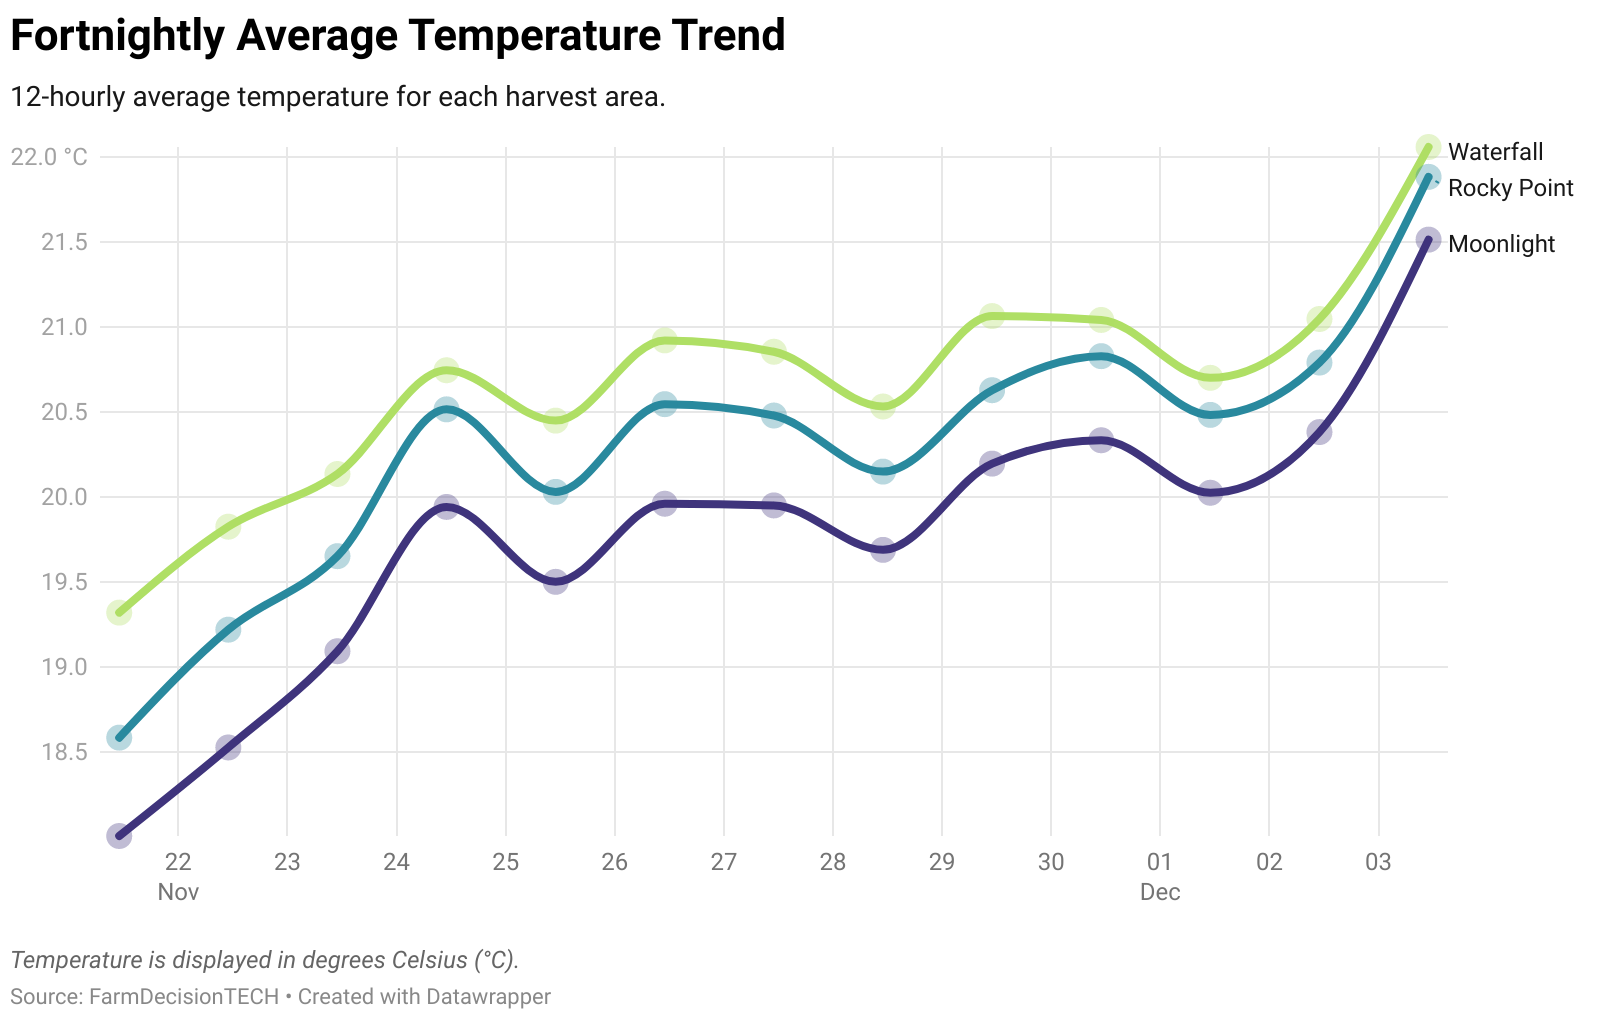 Fortnightly Average Temperature Trend
12-hourly average temperature for each harvest area.
22.0 °C
21.5
21.0
20.5
20.0
19.5
19.0
18.5
Waterfall
Rocky Point
Moonlight
22 23 24 25 26 27 28 29 30 01 02 03
Nov Dec
Temperature is displayed in degrees Celsius (°C).
Source: FarmDecisionTECH • Created with Datawrapper